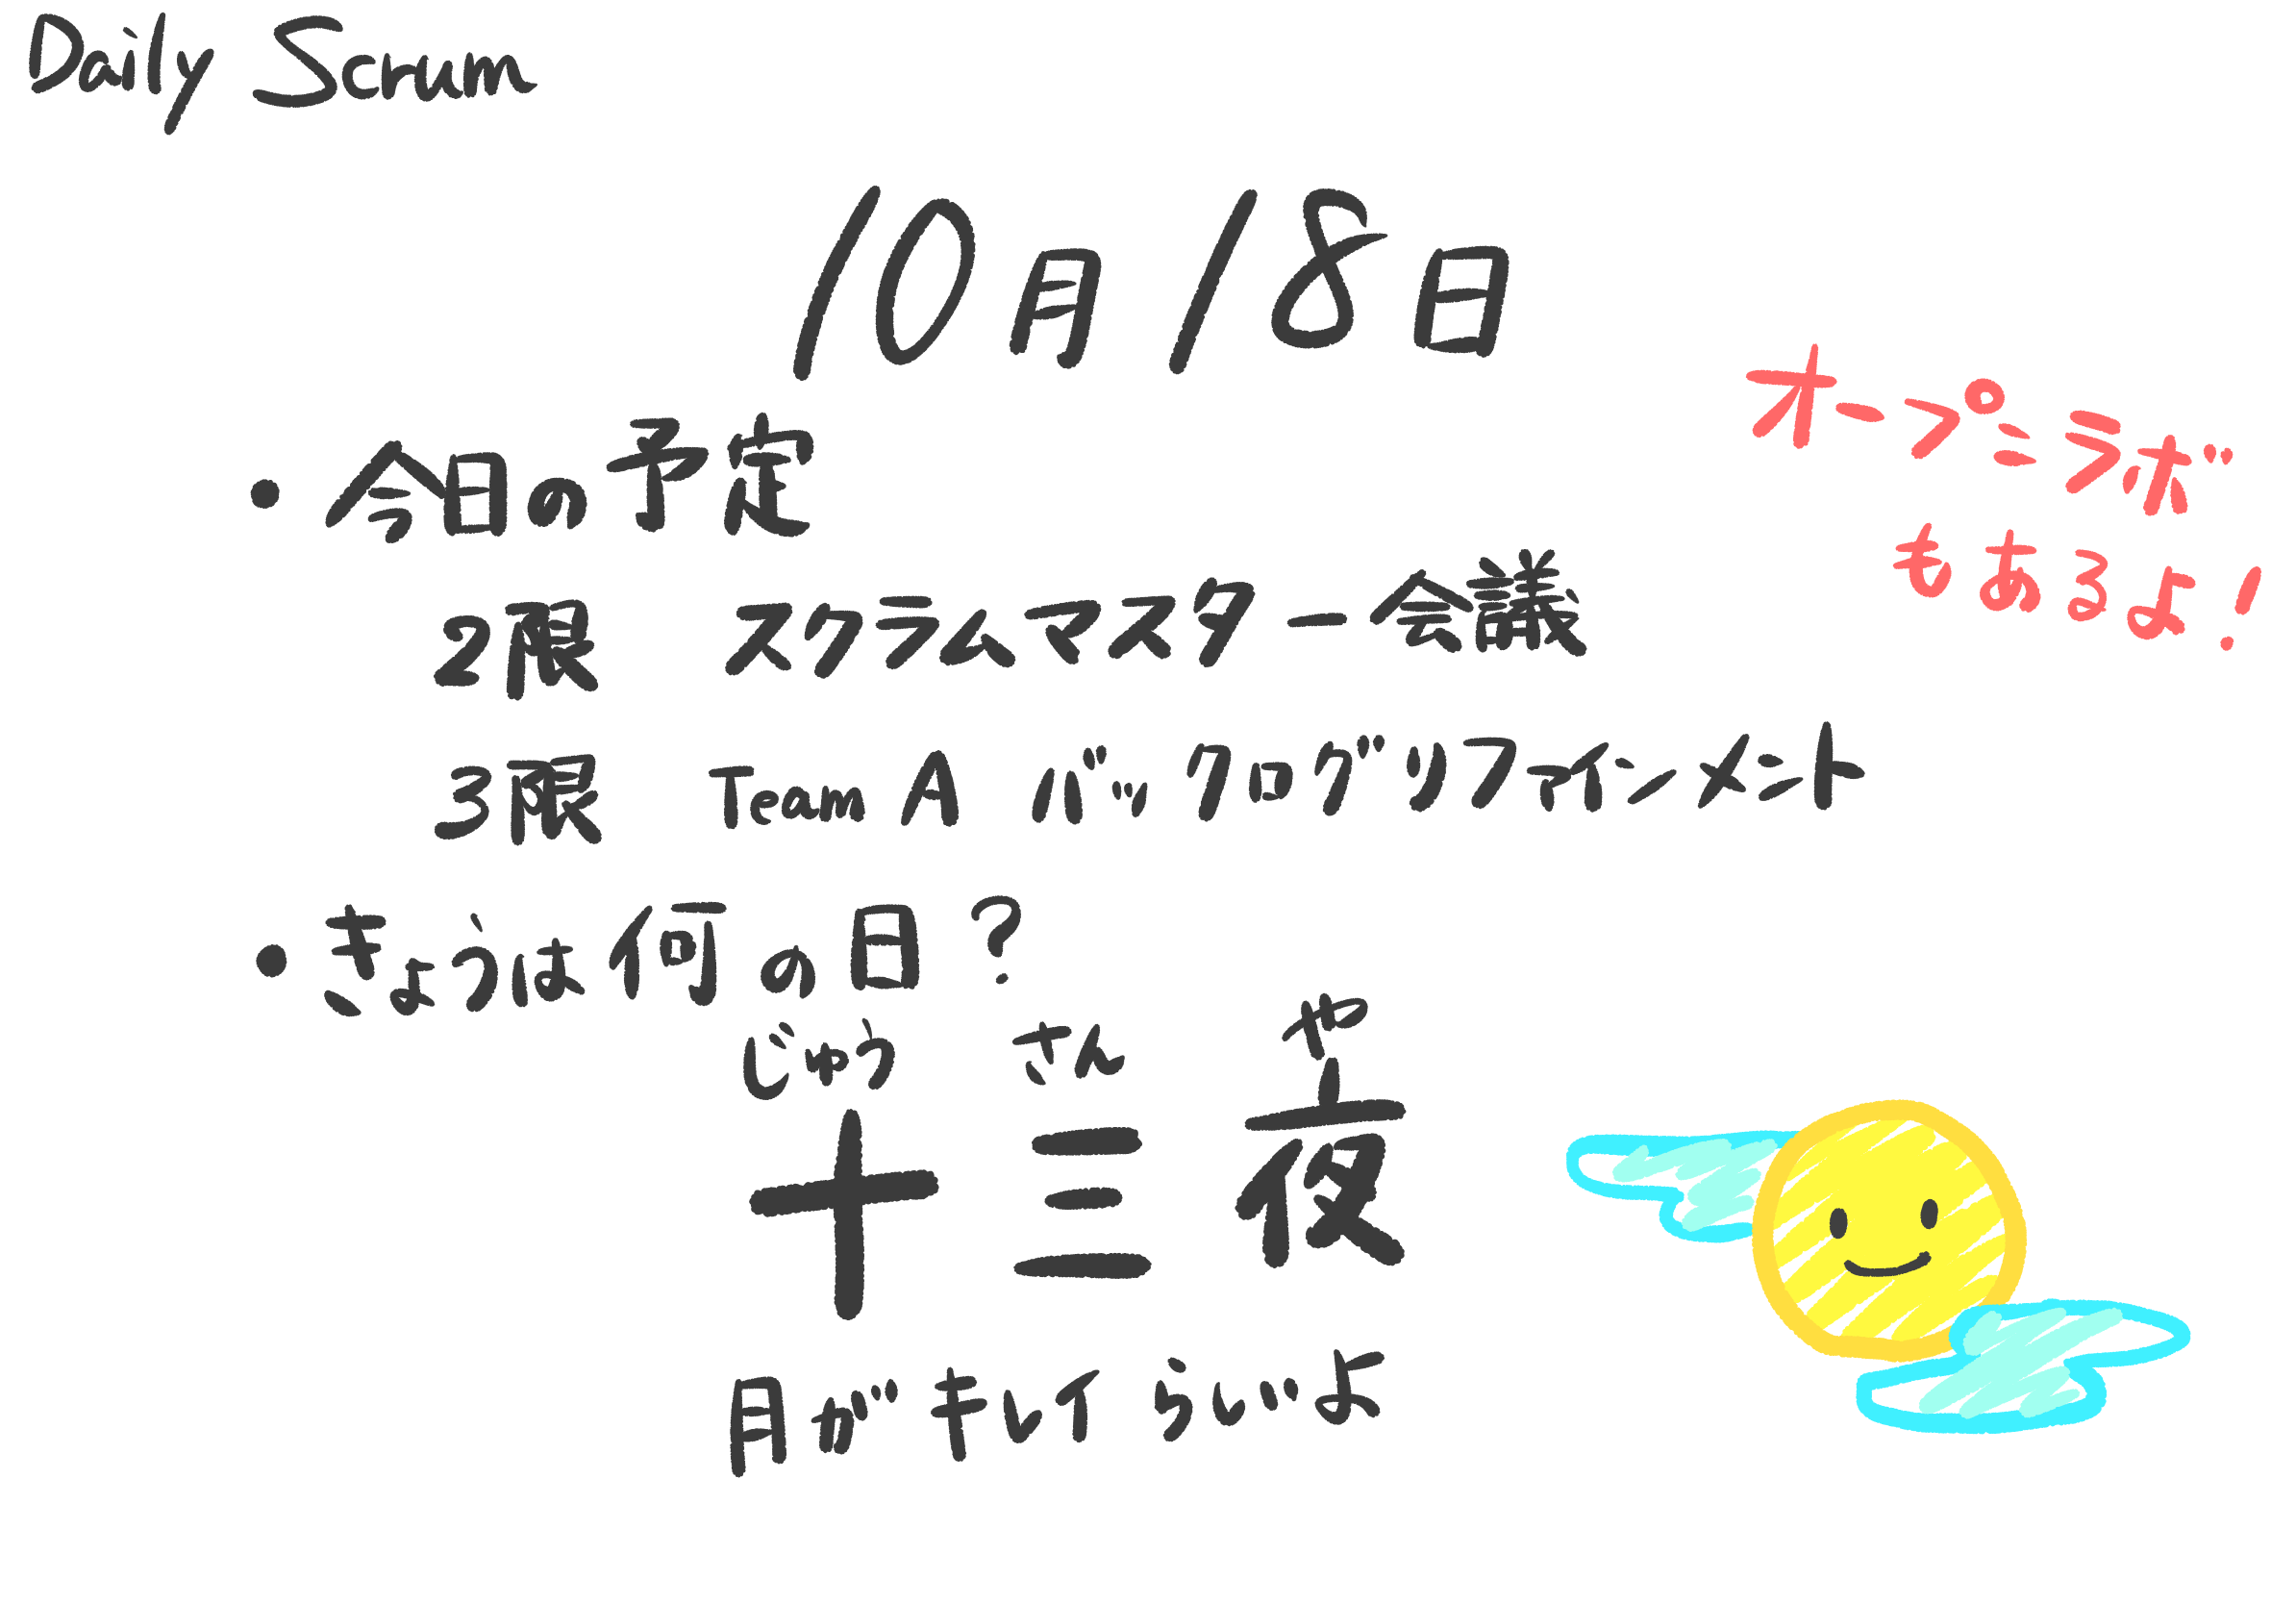 Daily Scrum
10月18日
オープンラボ
もあるよ!
・今日の予定
2限 スクラムマスター会議
3限 Team A バックログリファインメント
・きょうは何の日?
じゅう さん や
十三夜
月がキレイらしいよ